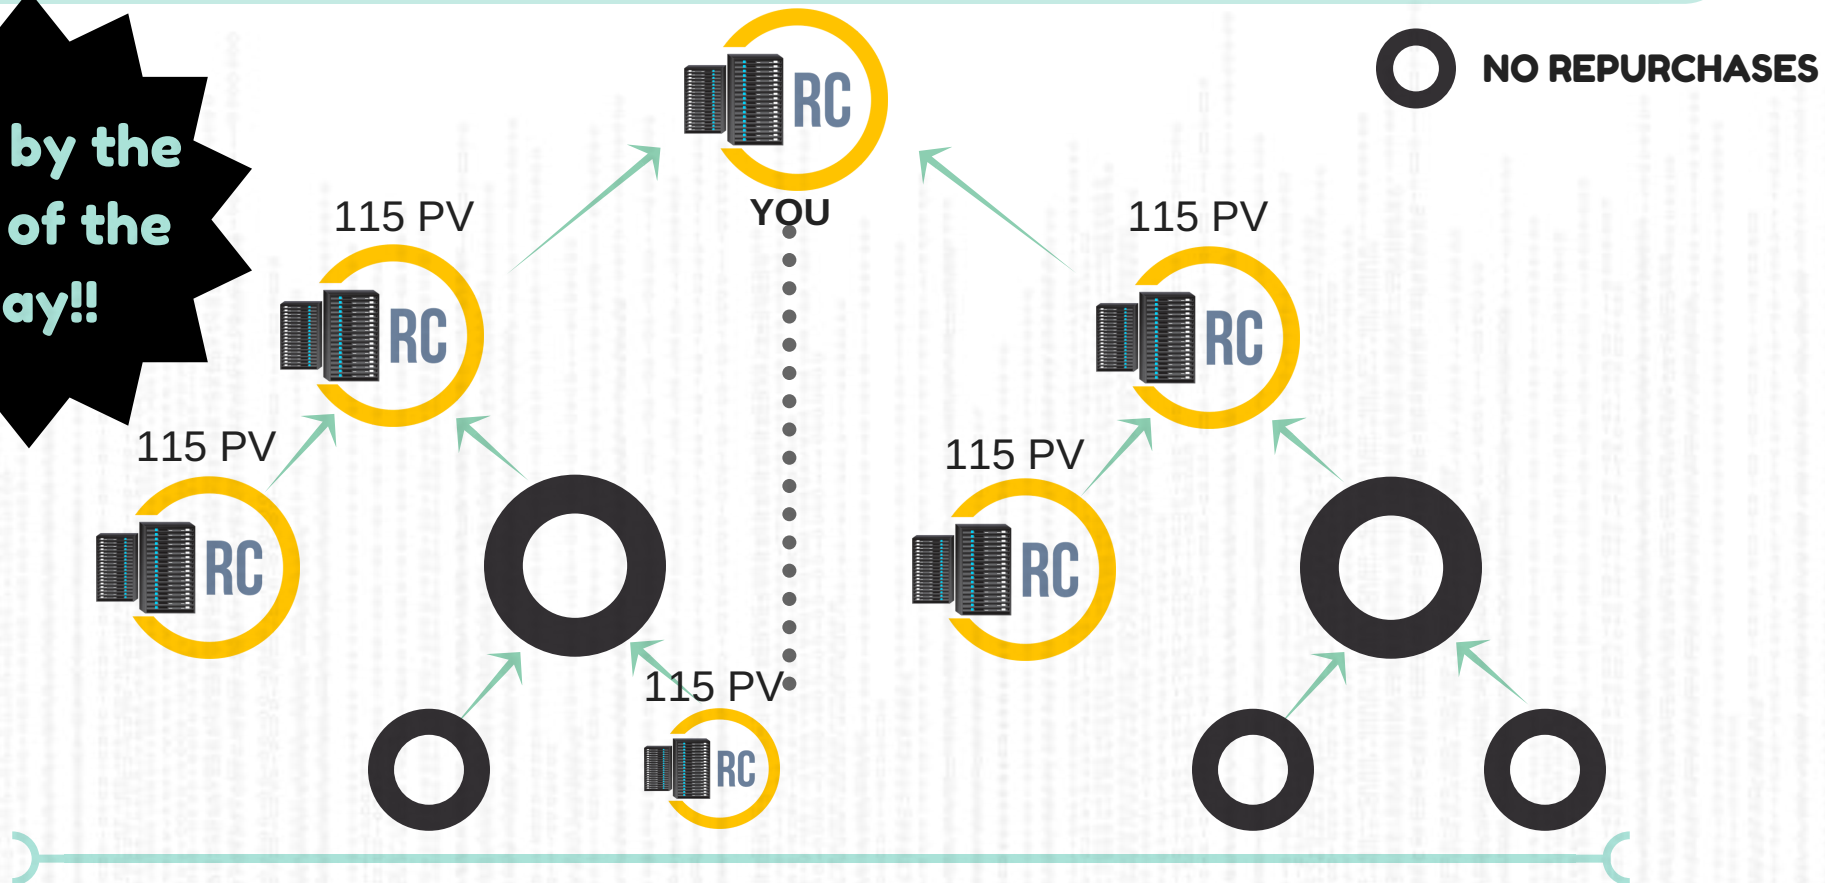 by the
of the
ay!!
RC
NO REPURCHASES
YOU
115 PV
115 PV
RC
RC
115 PV
115 PV
RC
RC
115 PV
RC